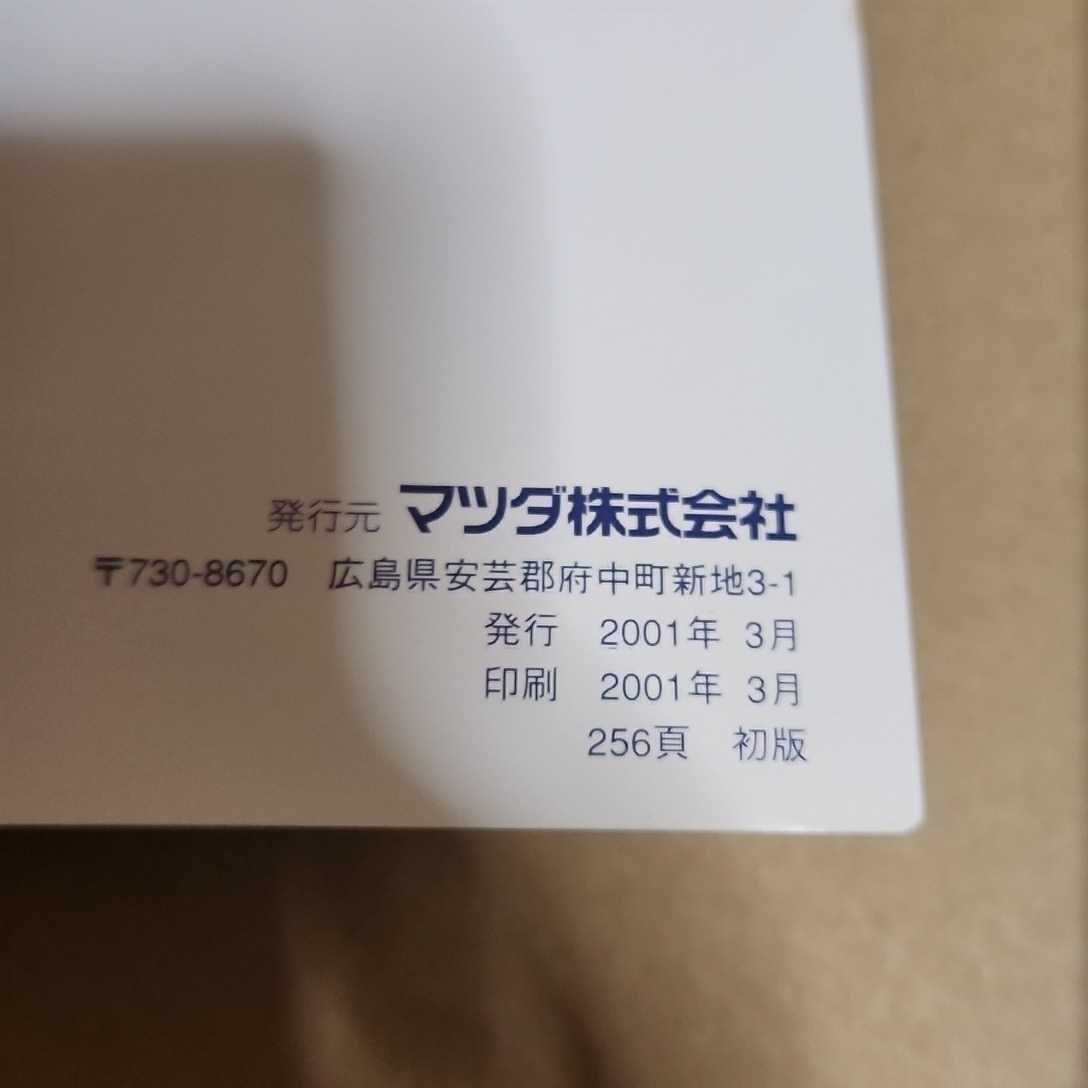 発行元 マツダ株式会社
〒730-8670 広島県安芸郡府中町新地3-1
発行 2001年 3月
印刷 2001年 3月
256頁 初版